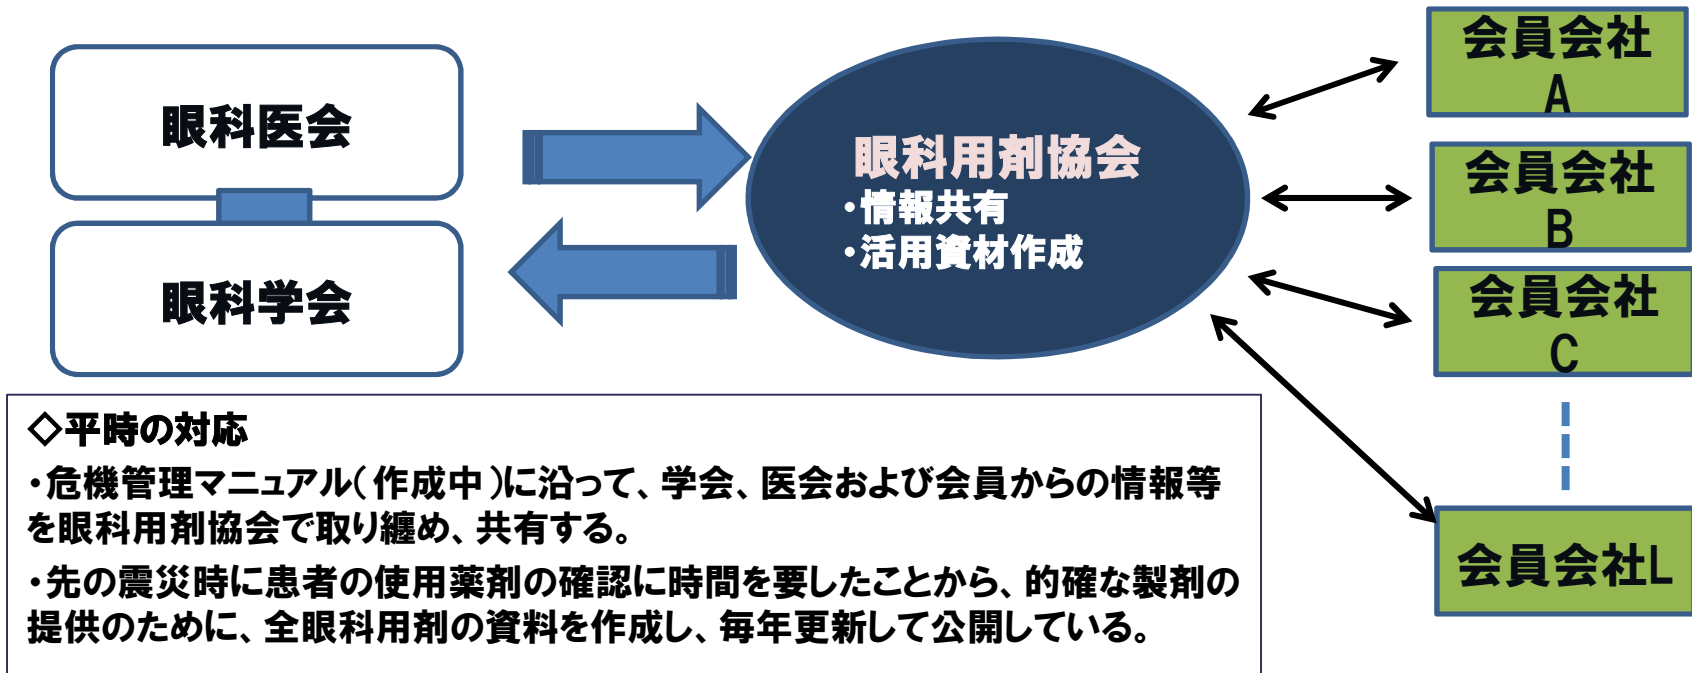 眼科医会
眼科学会
眼科用剤協会
・情報共有
・活用資材作成
会員会社
A
会員会社
B
会員会社
C
会員会社L
◇平時の対応
・危機管理マニュアル(作成中)に沿って、学会、医会および会員からの情報等
を眼科用剤協会で取り纏め、共有する。
・先の震災時に患者の使用薬剤の確認に時間を要したことから、的確な製剤の
提供のために、全眼科用剤の資料を作成し、毎年更新して公開している。